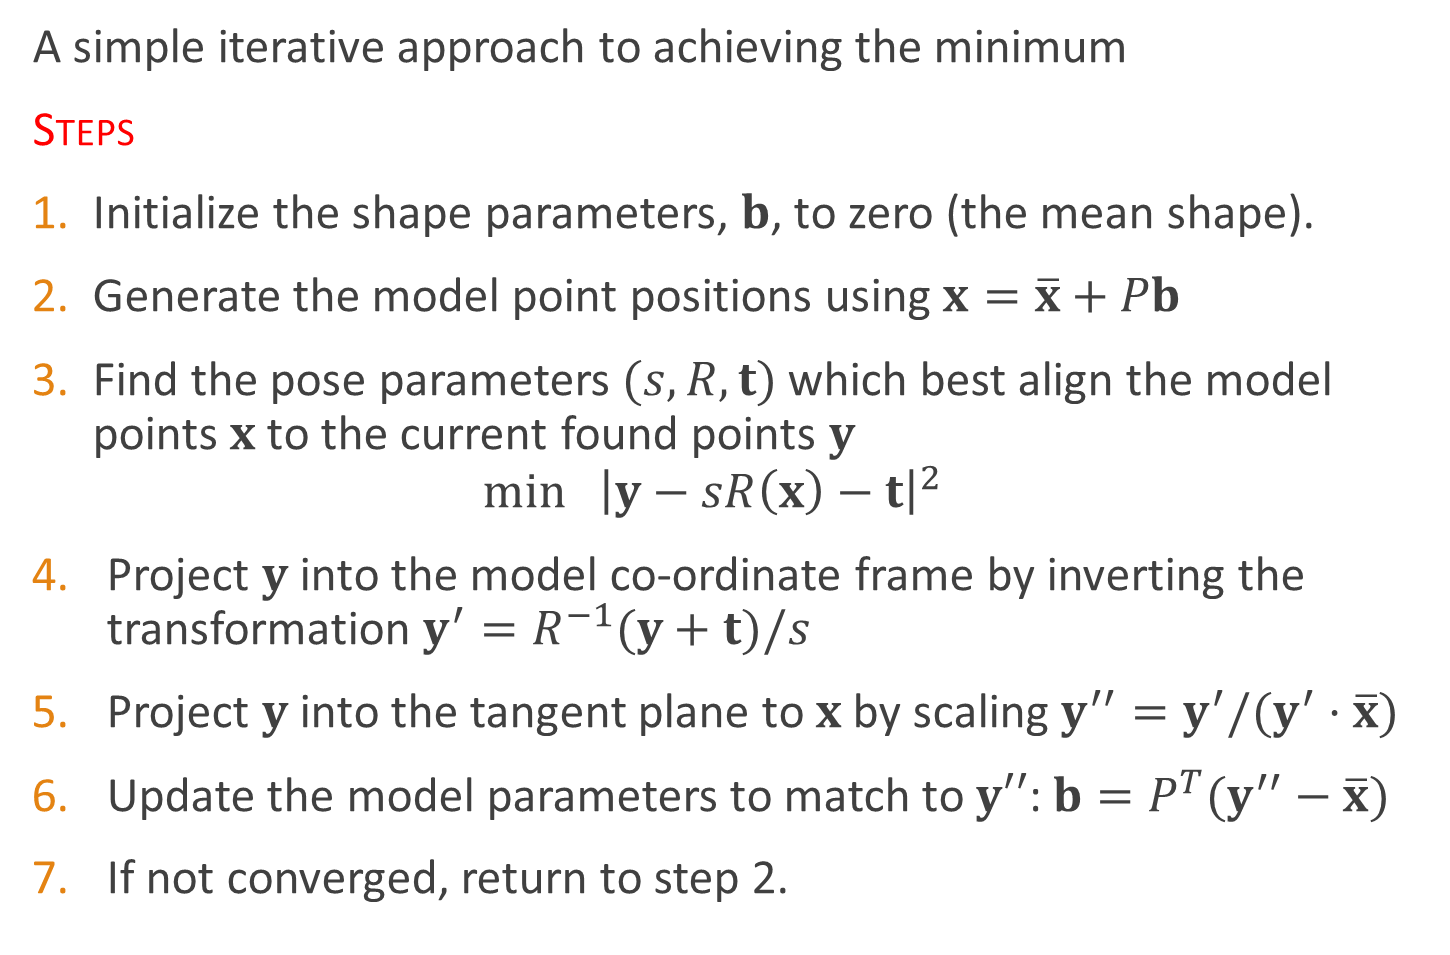 A simple iterative approach to achieving the minimum
STEPS
1. Initialize the shape parameters, b, to zero (the mean shape).
2. Generate the model point positions using x = x̄ + Pb
3. Find the pose parameters (s, R, t) which best align the model
points x to the current found points y
min |y − sR(x) − t|²
4. Project y into the model co-ordinate frame by inverting the
transformation y′ = R⁻¹(y + t)/s
5. Project y into the tangent plane to x by scaling y′′ = y′/(y′ · x̄)
6. Update the model parameters to match to y′′: b = Pᵀ(y′′ − x̄)
7. If not converged, return to step 2.